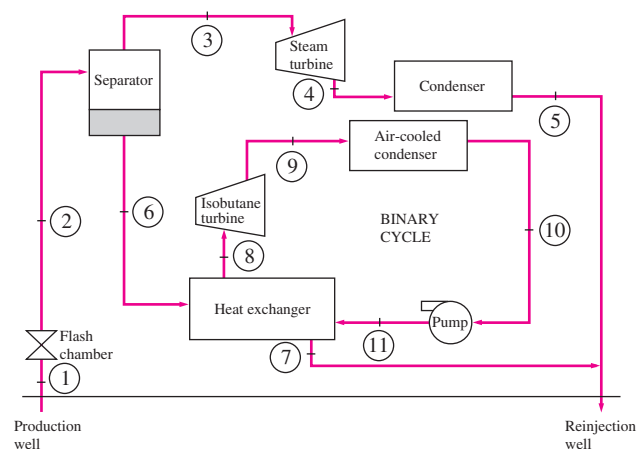 3
Steam
turbine
Separator
4
Condenser
5
Air-cooled
condenser
9
Isobutane
turbine
2
6
BINARY
CYCLE
10
8
Heat exchanger
Pump
Flash
chamber
7
11
1
Production
well
Reinjection
well